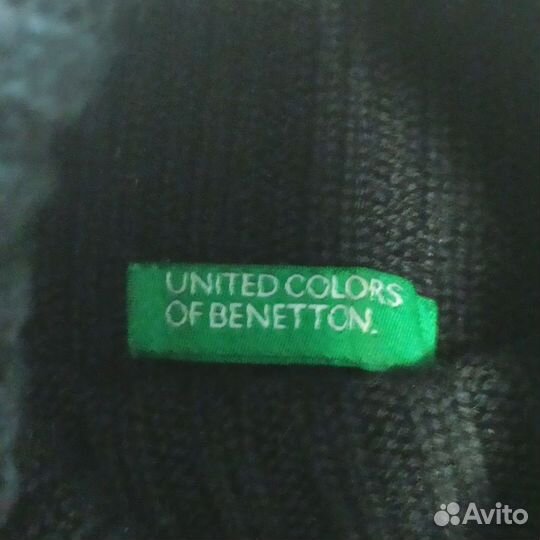 UNITED COLORS
OF BENETTON.
Avito